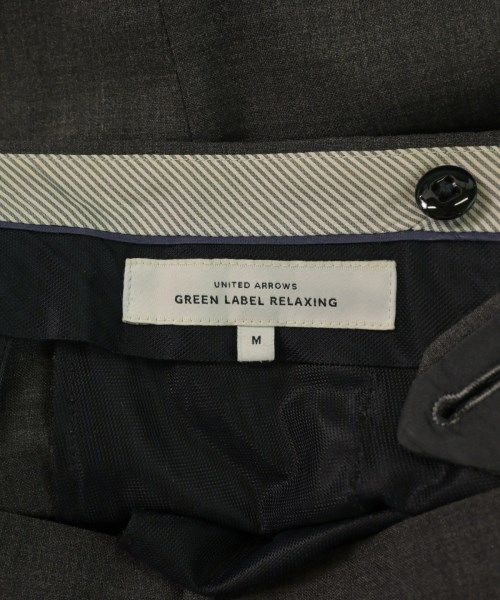 UNITED ARROWS
GREEN LABEL RELAXING
M